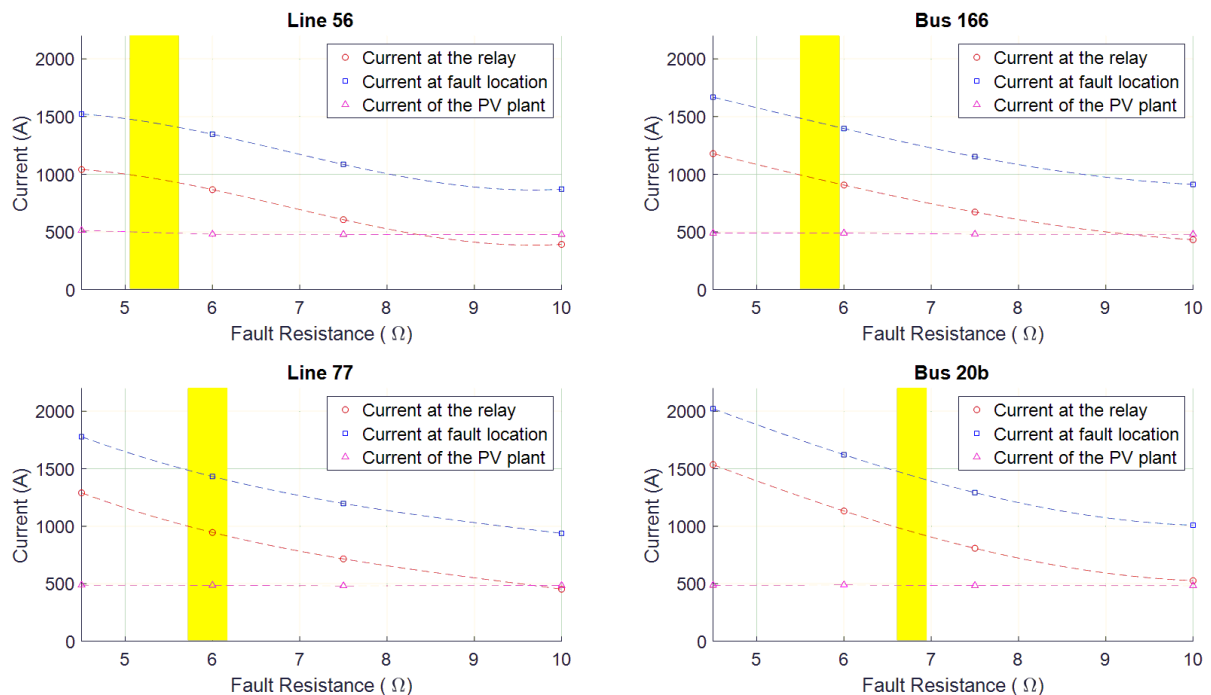 Line 56
Current (A)
2000
1500
1000
500
0
Current at the relay
Current at fault location
Current of the PV plant
5 6 7 8 9 10
Fault Resistance ( Ω)
Bus 166
Current (A)
2000
1500
1000
500
0
Current at the relay
Current at fault location
Current of the PV plant
5 6 7 8 9 10
Fault Resistance ( Ω)
Line 77
Current (A)
2000
1500
1000
500
0
Current at the relay
Current at fault location
Current of the PV plant
5 6 7 8 9 10
Fault Resistance ( Ω)
Bus 20b
Current (A)
2000
1500
1000
500
0
Current at the relay
Current at fault location
Current of the PV plant
5 6 7 8 9 10
Fault Resistance ( Ω)